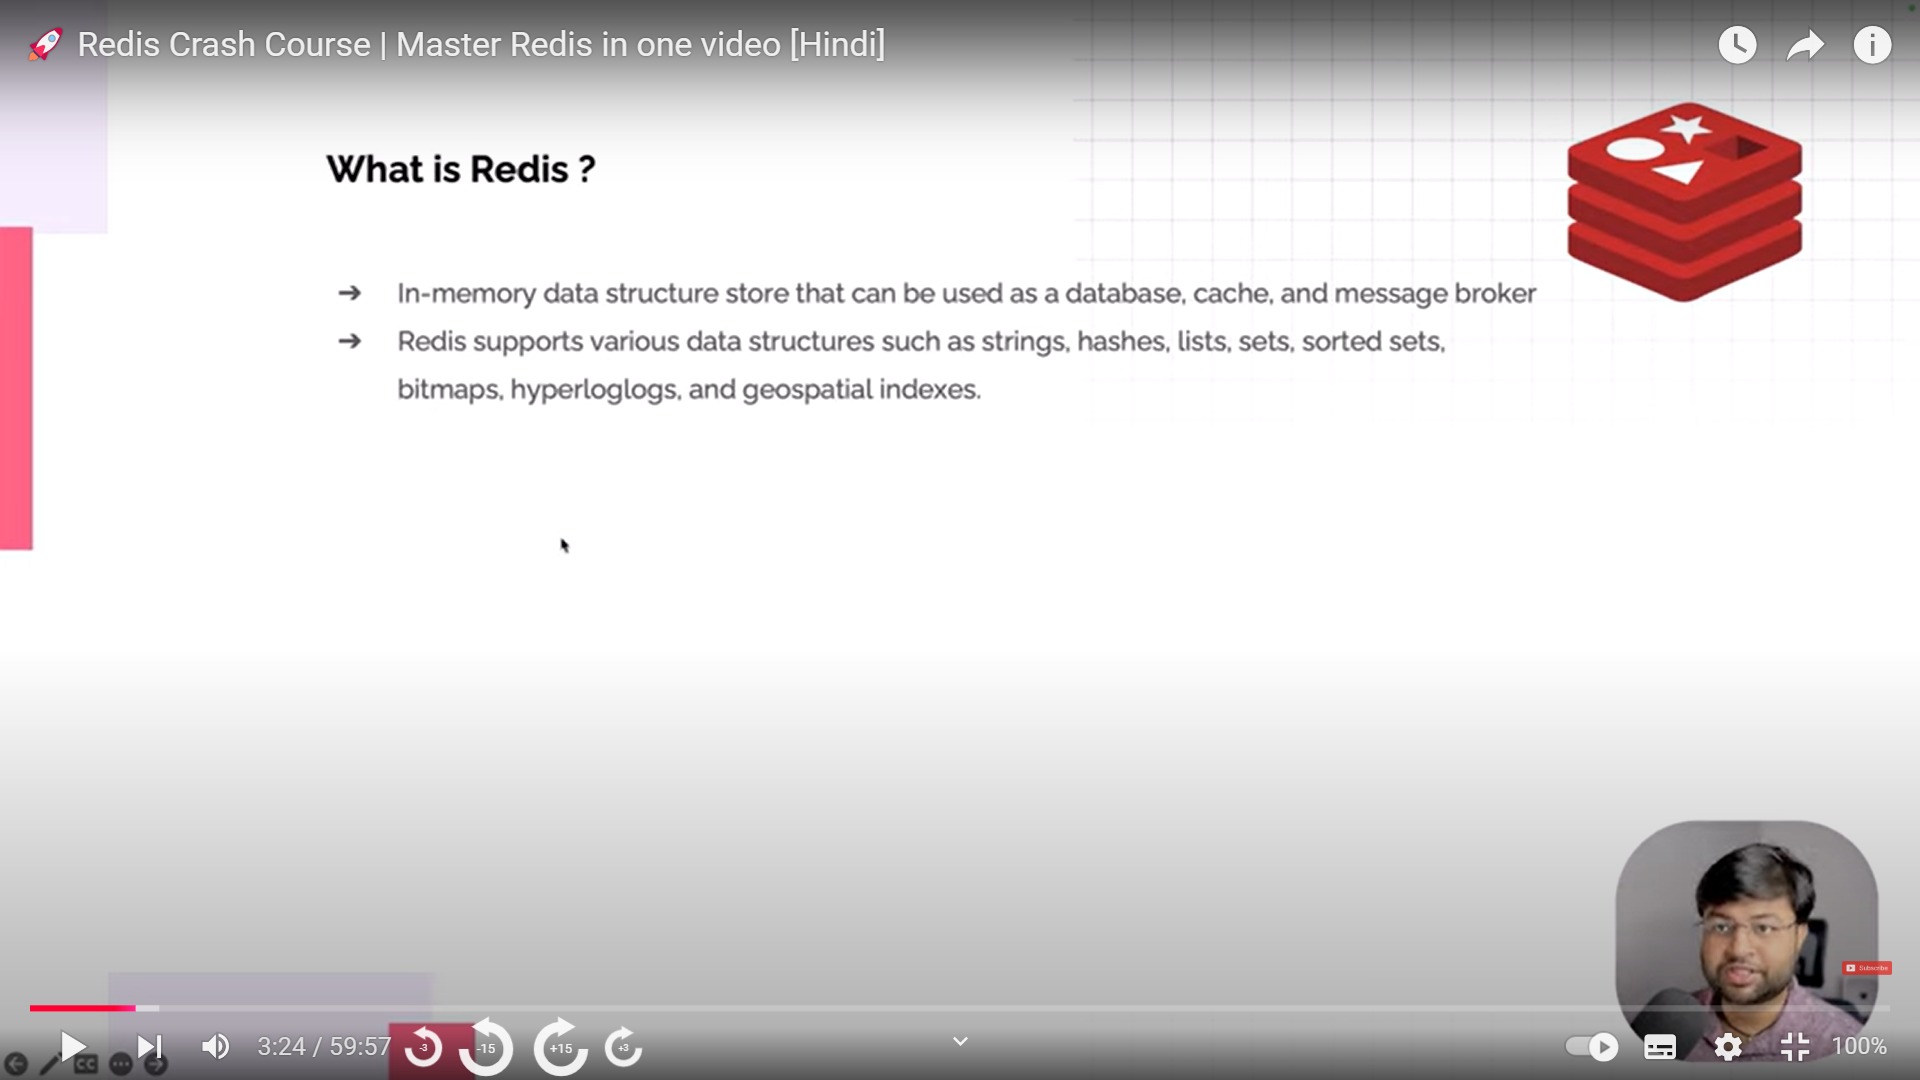 🚀 Redis Crash Course | Master Redis in one video [Hindi]
What is Redis ?
➔ In-memory data structure store that can be used as a database, cache, and message broker
➔ Redis supports various data structures such as strings, hashes, lists, sets, sorted sets,
bitmaps, hyperloglogs, and geospatial indexes.
Subscribe
3:24 / 59:57
-3
-15
+15
+3
100%
CC